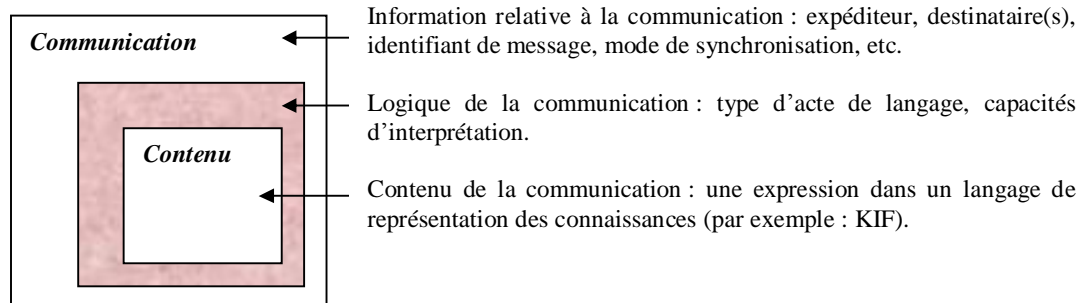 Information relative à la communication : expéditeur, destinataire(s),
Communication
identifiant de message, mode de synchronisation, etc.
Logique de la communication : type d’acte de langage, capacités
d’interprétation.
Contenu
Contenu de la communication : une expression dans un langage de
représentation des connaissances (par exemple : KIF).